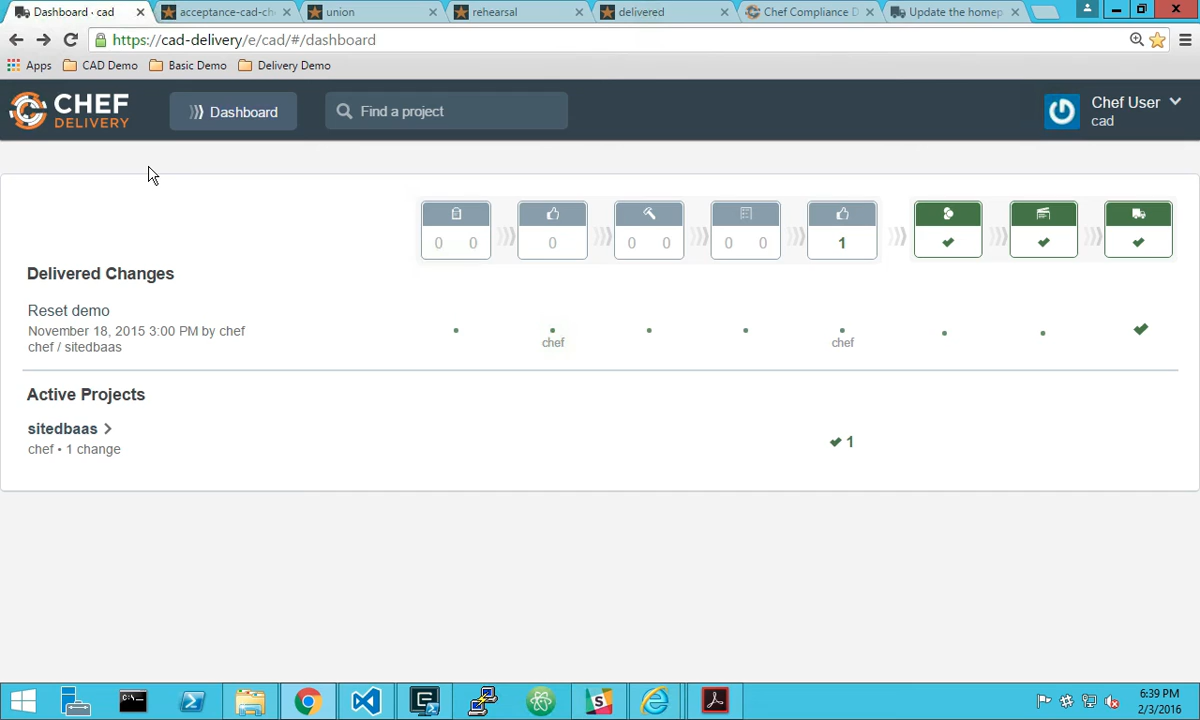 Dashboard · cad
acceptance-cad-ch
union
rehearsal
delivered
Chef Compliance D
Update the homep
https://cad-delivery/e/cad/#/dashboard
Apps
CAD Demo
Basic Demo
Delivery Demo
CHEF
DELIVERY
Dashboard
Find a project
Chef User
cad
0 0
0
0 0
0 0
1
Delivered Changes
Reset demo
November 18, 2015 3:00 PM by chef
chef / sitedbaas
chef
chef
Active Projects
sitedbaas
chef • 1 change
1
6:39 PM
2/3/2016